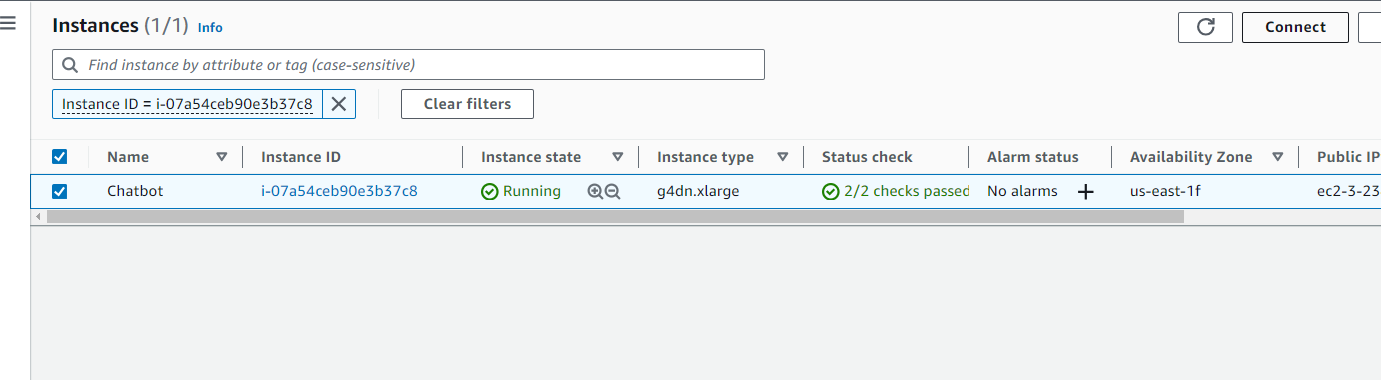 Instances (1/1) Info
Connect
Find instance by attribute or tag (case-sensitive)
Instance ID = i-07a54ceb90e3b37c8
Clear filters
Name Instance ID Instance state Instance type Status check Alarm status Availability Zone Public IP
Chatbot i-07a54ceb90e3b37c8 Running g4dn.xlarge 2/2 checks passed No alarms us-east-1f ec2-3-23